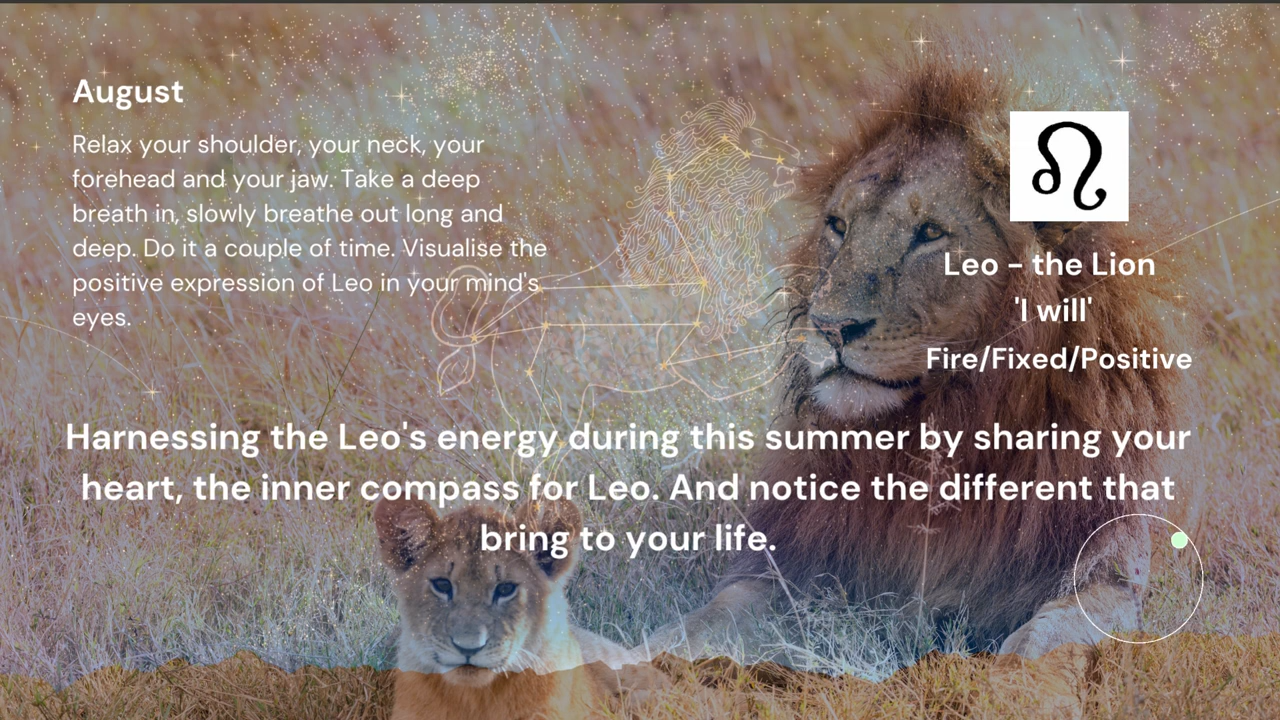 August
Relax your shoulder, your neck, your
forehead and your jaw. Take a deep
breath in, slowly breathe out long and
deep. Do it a couple of time. Visualise the
positive expression of Leo in your mind's
eyes.
Leo - the Lion
'I will'
Fire/Fixed/Positive
Harnessing the Leo's energy during this summer by sharing your
heart, the inner compass for Leo. And notice the different that
bring to your life.